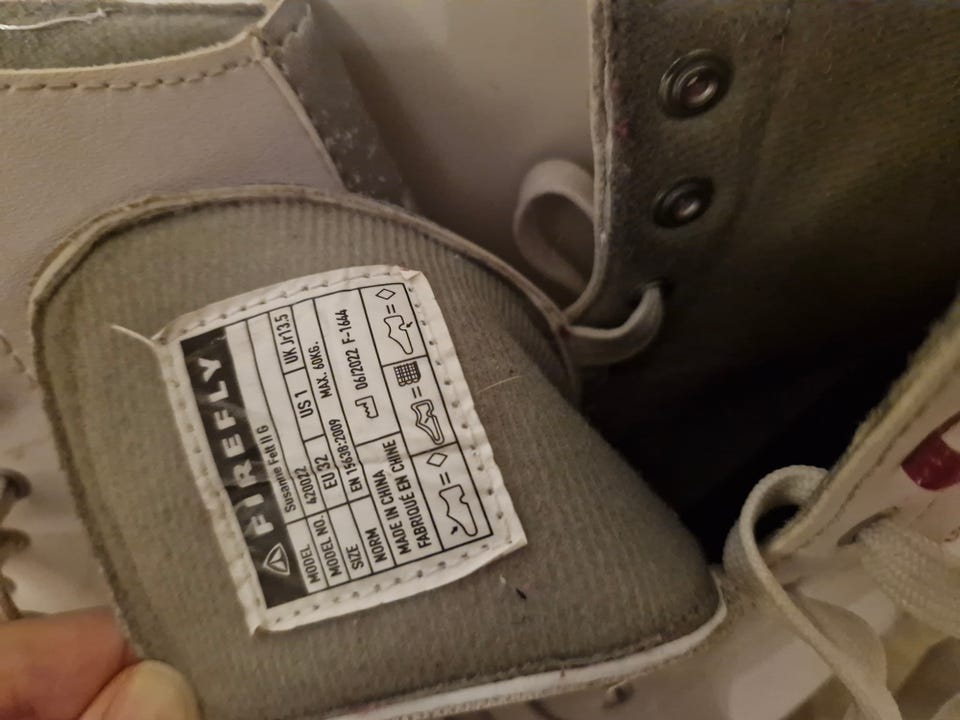 FIREFLY
MODEL Susanne Felt II G
MODEL NO. 420022
SIZE EU 32 US 1 UK Jr13.5
NORM EN 15638:2009 MAX. 60KG.
MADE IN CHINA
FABRIQUÉ EN CHINE
06/2022 F-1644